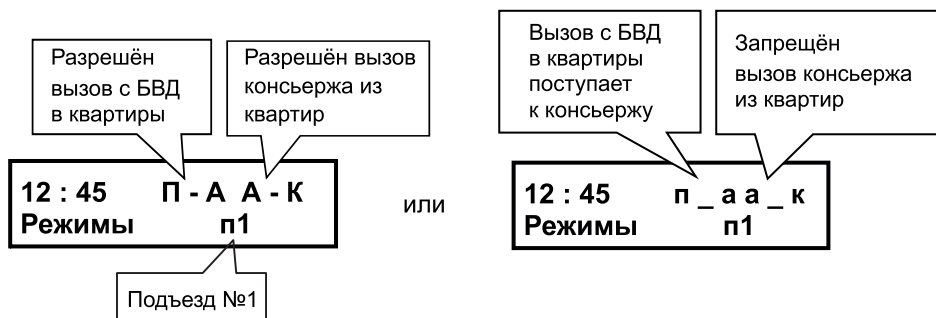 Разрешён
вызов с БВД
в квартиры
Разрешён вызов
консьержа из
квартир
12 : 45 П - А А - К
Режимы п1
Подъезд №1
или
Вызов с БВД
в квартиры
поступает
к консьержу
Запрещён
вызов консьержа
из квартир
12 : 45 п _ а а _ к
Режимы п1